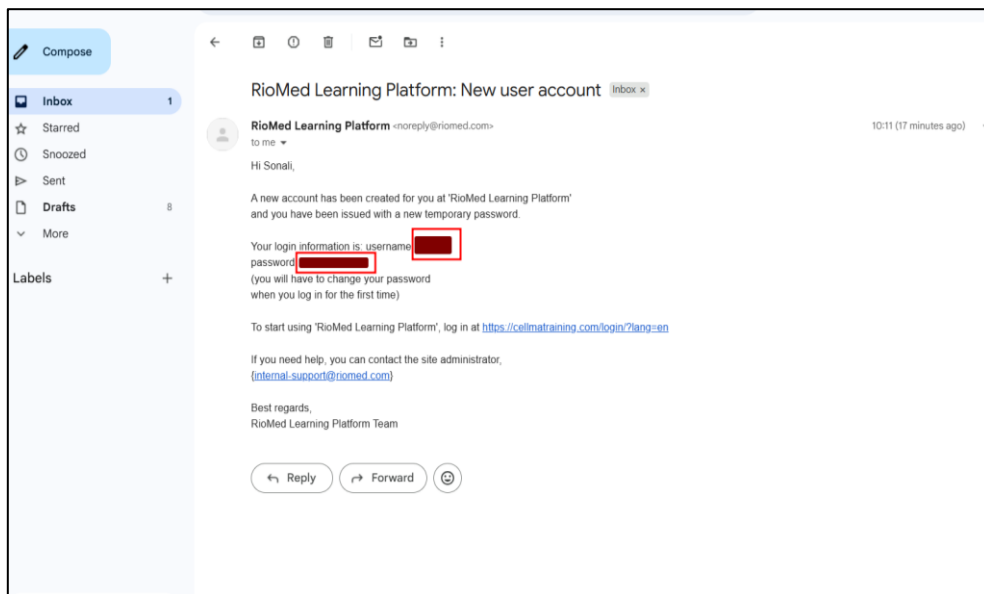 Compose
Inbox 1
Starred
Snoozed
Sent
Drafts 8
More
Labels
RioMed Learning Platform: New user account Inbox ×
RioMed Learning Platform <noreply@riomed.com> 10:11 (17 minutes ago)
to me
Hi Sonali,
A new account has been created for you at 'RioMed Learning Platform'
and you have been issued with a new temporary password.
Your login information is: username
password
(you will have to change your password
when you log in for the first time)
To start using 'RioMed Learning Platform', log in at https://cellmatraining.com/login/?lang=en
If you need help, you can contact the site administrator,
{internal-support@riomed.com}
Best regards,
RioMed Learning Platform Team
Reply Forward